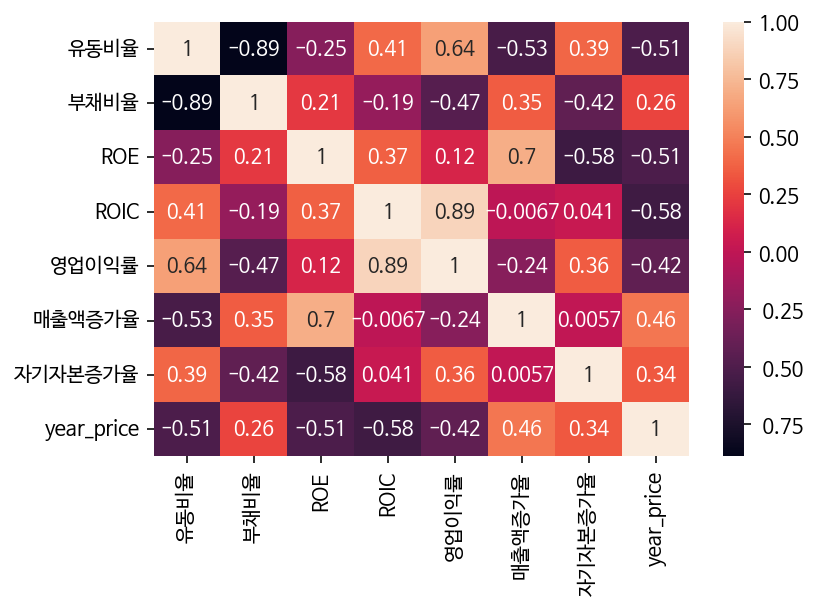 유동비율 1 −0.89 −0.25 0.41 0.64 −0.53 0.39 −0.51
부채비율 −0.89 1 0.21 −0.19 −0.47 0.35 −0.42 0.26
ROE −0.25 0.21 1 0.37 0.12 0.7 −0.58 −0.51
ROIC 0.41 −0.19 0.37 1 0.89 −0.0067 0.041 −0.58
영업이익률 0.64 −0.47 0.12 0.89 1 −0.24 0.36 −0.42
매출액증가율 −0.53 0.35 0.7 −0.0067 −0.24 1 0.0057 0.46
자기자본증가율 0.39 −0.42 −0.58 0.041 0.36 0.0057 1 0.34
year_price −0.51 0.26 −0.51 −0.58 −0.42 0.46 0.34 1
유동비율
부채비율
ROE
ROIC
영업이익률
매출액증가율
자기자본증가율
year_price
1.00
0.75
0.50
0.25
0.00
0.25
0.50
0.75